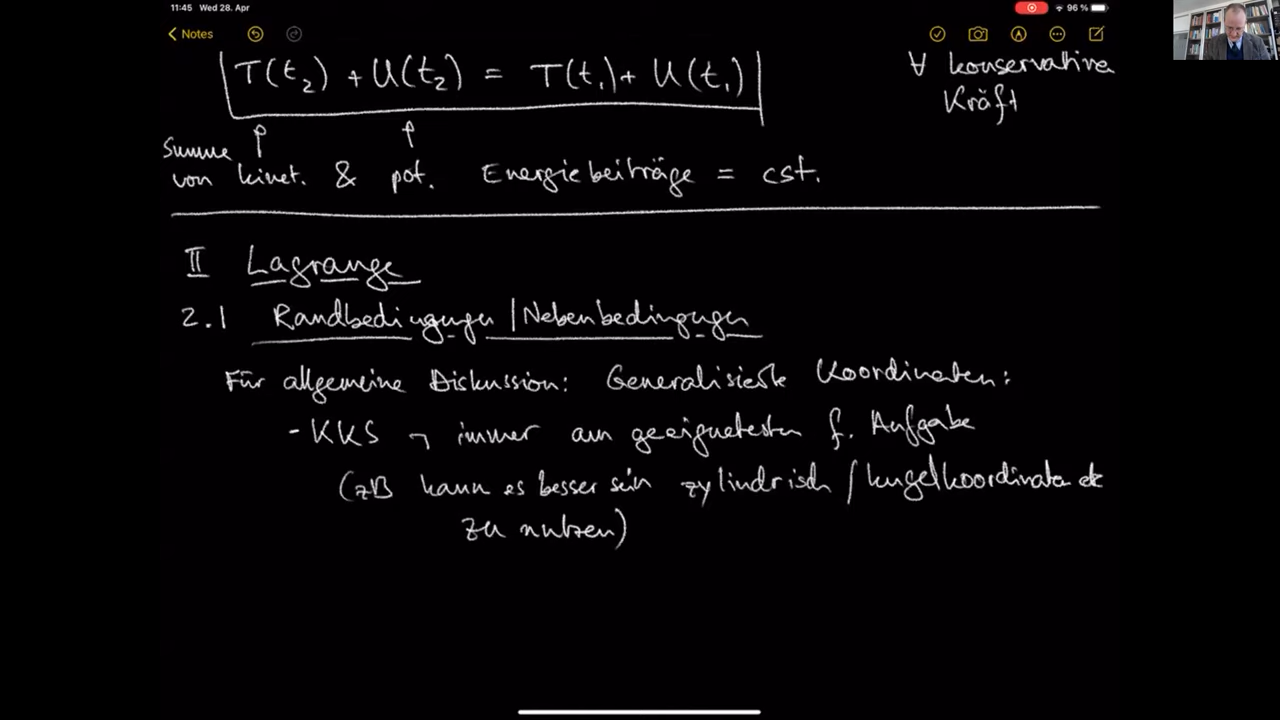 11:45 Wed 28. Apr
96 %
Notes
T(t₂) + U(t₂) = T(t₁) + U(t₁)
∀ konservativen
Kräft
Summe
von kinet. & pot. Energiebeiträge = cst.
II Lagrange
2.1 Randbedingungen / Nebenbedingungen
Für allgemeine Diskussion: Generalisierte Koordinaten:
- KKS ¬ immer am geeignetesten f. Aufgabe
(zB kann es besser sein zylindrisch / kugelkoordinaten etc
zu nutzen)